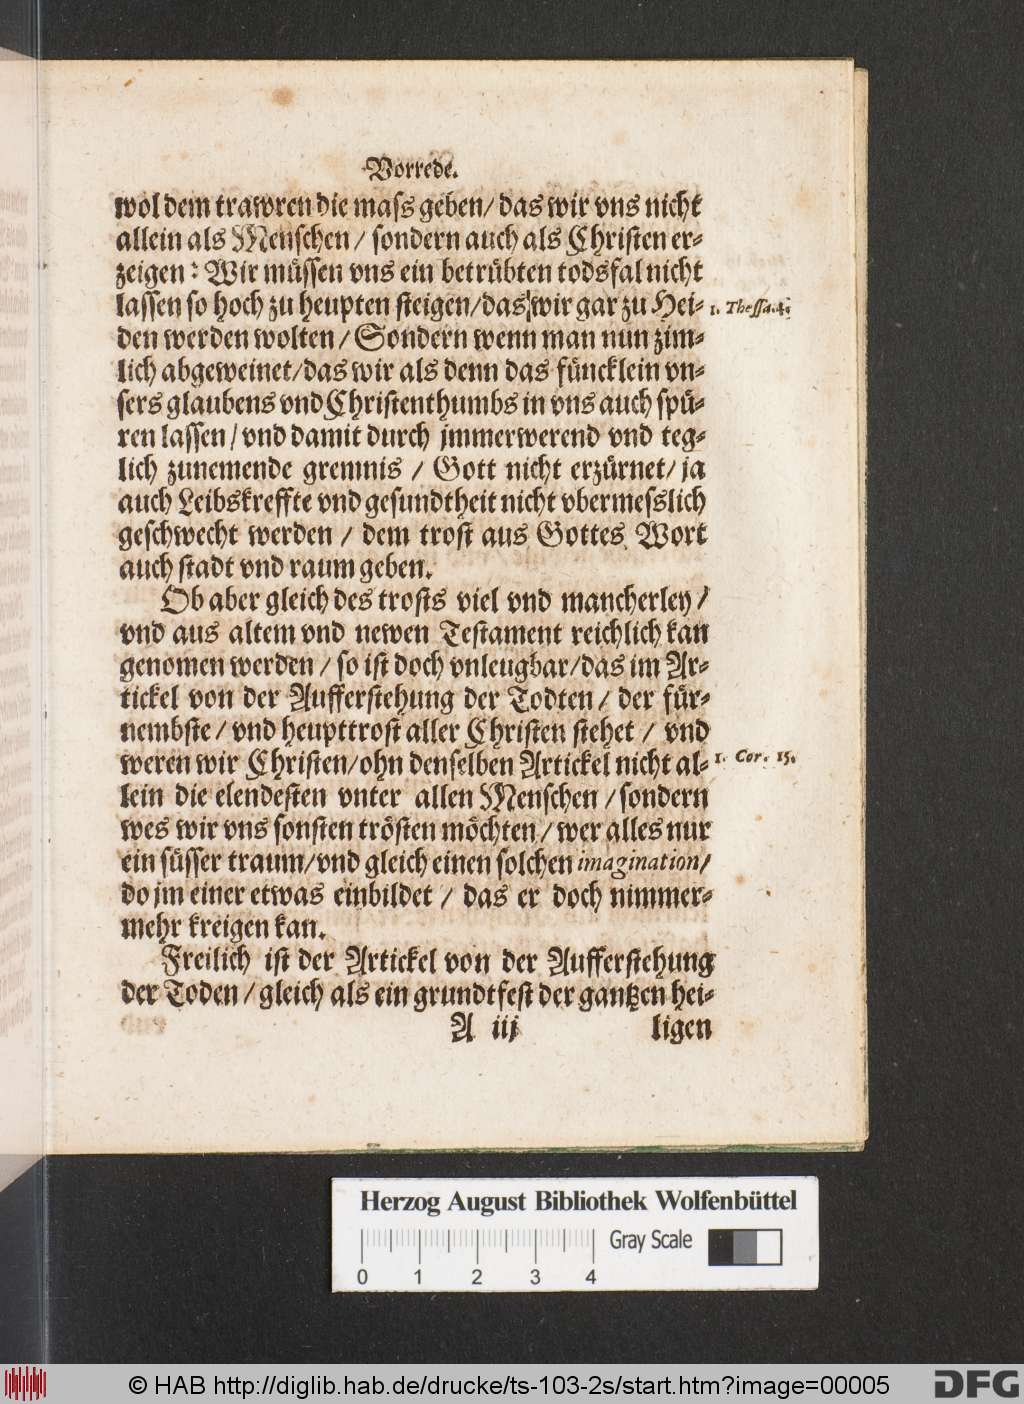 Vorrede.
wol dem trawren die mass geben/ das wir vns nicht
allein als Menschen / sondern auch als Christen er-
zeigen: Wir müssen vns ein betrübten todsfal nicht
lassen so hoch zu heupten steigen/das wir gar zu Hei-
1. Thessa. 4.
den werden wolten / Sondern wenn man nun zim-
lich abgeweinet/das wir als denn das füncklein vn-
sers glaubens vnd Christenthumbs in vns auch spü-
ren lassen / vnd damit durch jmmerwerend vnd teg-
lich zunemende gremnis / Gott nicht erzürnet/ ja
auch Leibskreffte vnd gesundtheit nicht vbermesslich
geschwecht werden / dem trost aus Gottes Wort
auch stadt vnd raum geben.
Ob aber gleich des trosts viel vnd mancherley /
vnd aus altem vnd newen Testament reichlich kan
genomen werden / so ist doch vnleugbar/das im Ar-
tickel von der Aufferstehung der Todten / der für-
nembste / vnd heupttrost aller Christen stehet / vnd
weren wir Christen/ohn denselben Artickel nicht al-
1. Cor. 15.
lein die elendesten vnter allen Menschen / sondern
wes wir vns sonsten trösten möchten / wer alles nur
ein süsser traum/vnd gleich einen solchen imagination/
do jm einer etwas einbildet / das er doch nimmer-
mehr kreigen kan.
Freilich ist der Artickel von der Aufferstehung
der Toden / gleich als ein grundtfest der gantzen hei-
A iij
ligen
Herzog August Bibliothek Wolfenbüttel
0 1 2 3 4
Gray Scale
© HAB http://diglib.hab.de/drucke/ts-103-2s/start.htm?image=00005
DFG